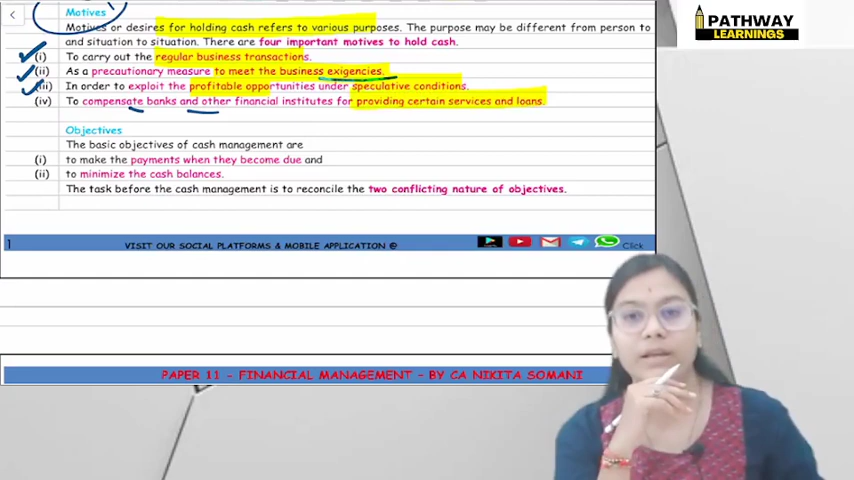 Motives
Motives or desires for holding cash refers to various purposes. The purpose may be different from person to
and situation to situation. There are four important motives to hold cash.
(i) To carry out the regular business transactions.
(ii) As a precautionary measure to meet the business exigencies.
(iii) In order to exploit the profitable opportunities under speculative conditions.
(iv) To compensate banks and other financial institutes for providing certain services and loans.
Objectives
The basic objectives of cash management are
(i) to make the payments when they become due and
(ii) to minimize the cash balances.
The task before the cash management is to reconcile the two conflicting nature of objectives.
1 VISIT OUR SOCIAL PLATFORMS & MOBILE APPLICATION @ Click
PAPER 11 - FINANCIAL MANAGEMENT - BY CA NIKITA SOMANI
PATHWAY
LEARNINGS